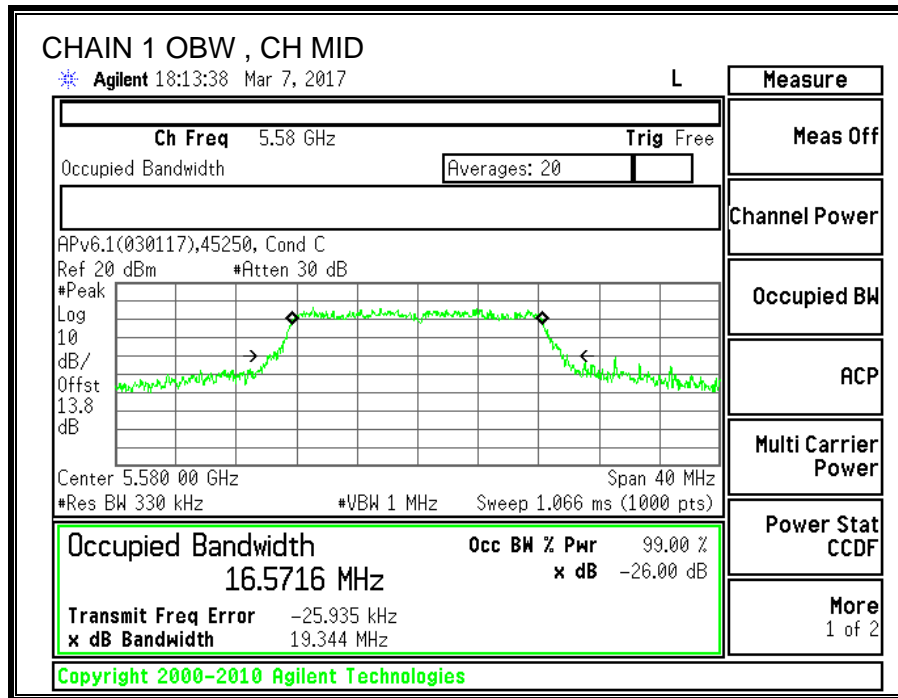 CHAIN 1 OBW , CH MID
Agilent 18:13:38 Mar 7, 2017 L Measure
Ch Freq 5.58 GHz Trig Free
Meas Off
Occupied Bandwidth Averages: 20
Channel Power
APv6.1(030117),45250, Cond C
Ref 20 dBm #Atten 30 dB
#Peak
Log
10
dB/
Offst
13.8
dB
Occupied BW
ACP
Multi Carrier
Power
Center 5.580 00 GHz Span 40 MHz
#Res BW 330 kHz #VBW 1 MHz Sweep 1.066 ms (1000 pts)
Power Stat
CCDF
Occupied Bandwidth Occ BW % Pwr 99.00 %
16.5716 MHz x dB -26.00 dB
Transmit Freq Error -25.935 kHz
x dB Bandwidth 19.344 MHz
More
1 of 2
Copyright 2000-2010 Agilent Technologies